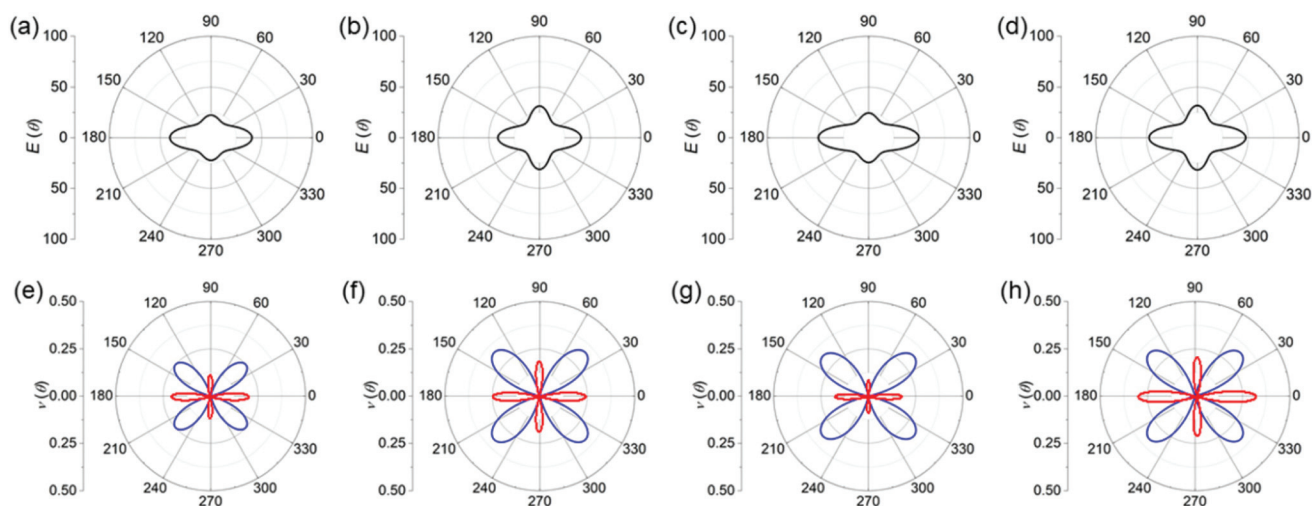 (a) (b) (c) (d)
90 90 90 90
100 120 60 100 120 60 100 120 60 100 120 60
50 150 30 50 150 30 50 150 30 50 150 30
E (θ) 0 180 0 E (θ) 0 180 0 E (θ) 0 180 0 E (θ) 0 180 0
50 210 330 50 210 330 50 210 330 50 210 330
100 240 300 100 240 300 100 240 300 100 240 300
270 270 270 270
(e) (f) (g) (h)
90 90 90 90
0.50 120 60 0.50 120 60 0.50 120 60 0.50 120 60
0.25 150 30 0.25 150 30 0.25 150 30 0.25 150 30
ν (θ) 0.00 180 0 ν (θ) 0.00 180 0 ν (θ) 0.00 180 0 ν (θ) 0.00 180 0
0.25 210 330 0.25 210 330 0.25 210 330 0.25 210 330
0.50 240 300 0.50 240 300 0.50 240 300 0.50 240 300
270 270 270 270